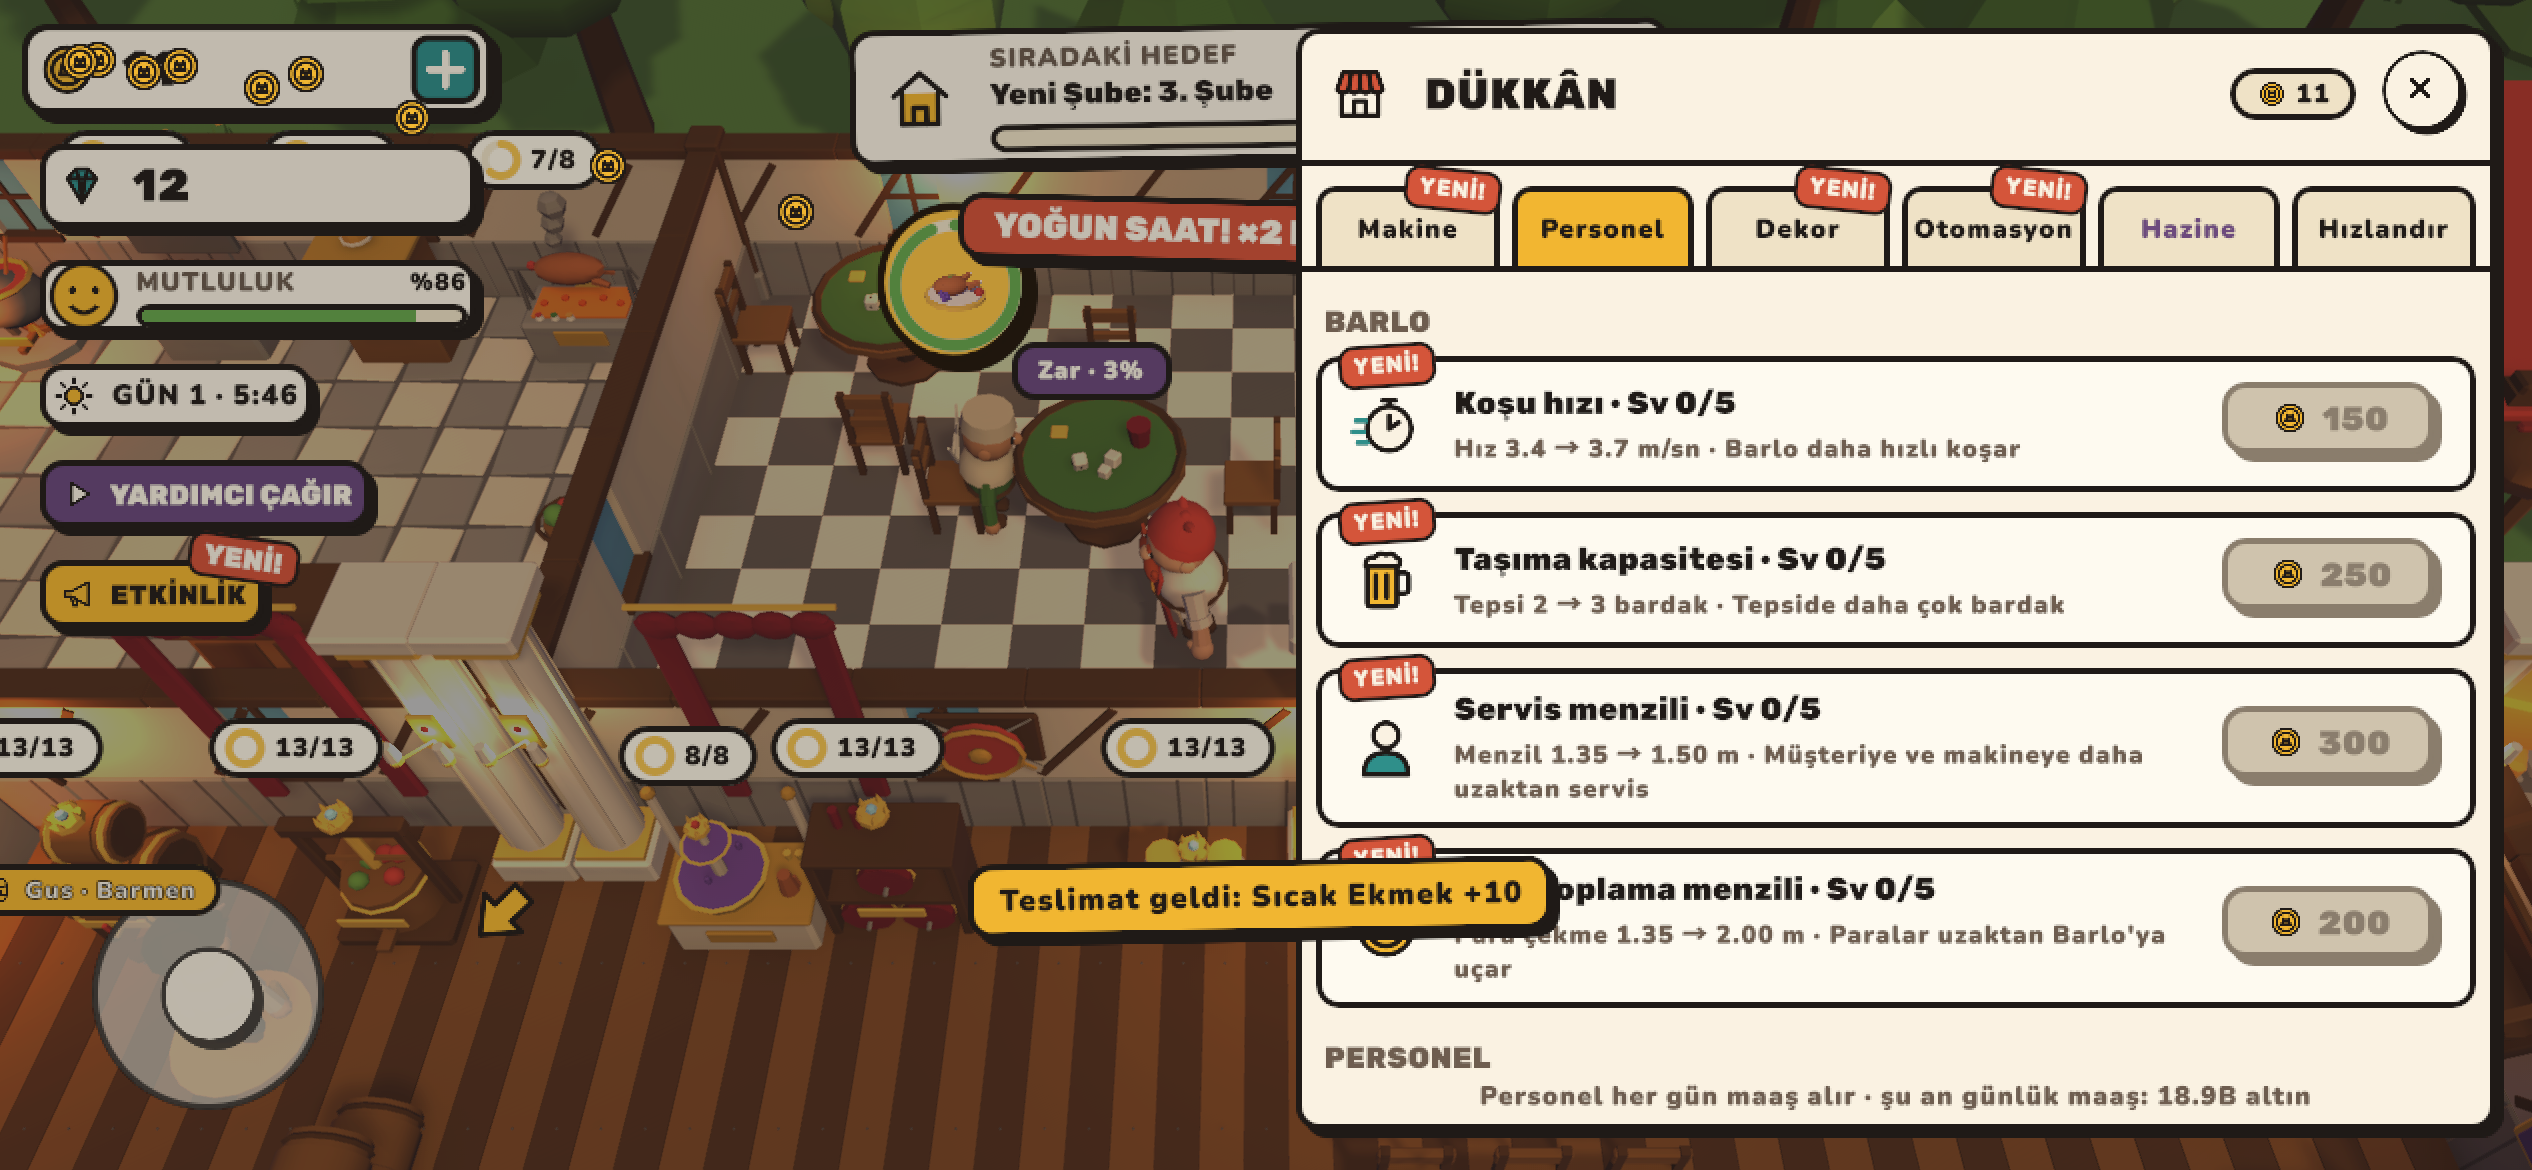 SIRADAKİ HEDEF
Yeni Şube: 3. Şube
DÜKKÂN
11
7/8
12
YOĞUN SAAT! ×2
YENİ!
YENİ!
YENİ!
Makine
Personel
Dekor
Otomasyon
Hazine
Hızlandır
MUTLULUK
%86
Zar · 3%
GÜN 1 · 5:46
YARDIMCI ÇAĞIR
YENİ!
ETKİNLİK
BARLO
YENİ!
Koşu hızı · Sv 0/5
Hız 3.4 → 3.7 m/sn · Barlo daha hızlı koşar
150
YENİ!
Taşıma kapasitesi · Sv 0/5
Tepsi 2 → 3 bardak · Tepside daha çok bardak
250
YENİ!
Servis menzili · Sv 0/5
Menzil 1.35 → 1.50 m · Müşteriye ve makineye daha
uzaktan servis
300
13/13
13/13
8/8
13/13
13/13
YENİ!
oplama menzili · Sv 0/5
çekme 1.35 → 2.00 m · Paralar uzaktan Barlo'ya
uçar
200
Gus · Barmen
Teslimat geldi: Sıcak Ekmek +10
PERSONEL
Personel her gün maaş alır · şu an günlük maaş: 18.9B altın